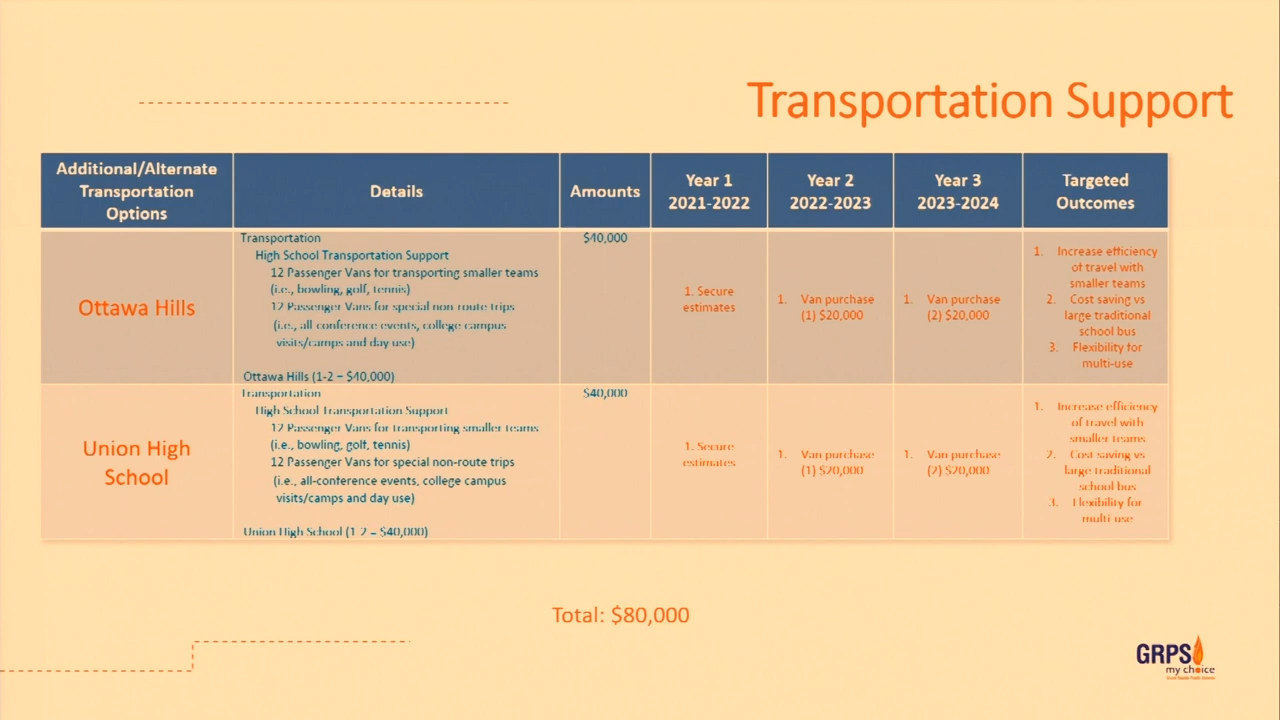 Transportation Support
Additional/Alternate
Transportation
Options
Details
Amounts
Year 1
2021-2022
Year 2
2022-2023
Year 3
2023-2024
Targeted
Outcomes
Ottawa Hills
Transportation
High School Transportation Support
12 Passenger Vans for transporting smaller teams
(i.e., bowling, golf, tennis)
12 Passenger Vans for special non-route trips
(i.e., all-conference events, college campus
visits/camps and day use)
Ottawa Hills (1-2 – $40,000)
$40,000
1. Secure
estimates
1. Van purchase
(1) $20,000
1. Van purchase
(2) $20,000
1. Increase efficiency
of travel with
smaller teams
2. Cost saving vs
large traditional
school bus
3. Flexibility for
multi-use
Union High
School
Transportation
High School Transportation Support
12 Passenger Vans for transporting smaller teams
(i.e., bowling, golf, tennis)
12 Passenger Vans for special non-route trips
(i.e., all-conference events, college campus
visits/camps and day use)
Union High School (1-2 – $40,000)
$40,000
1. Secure
estimates
1. Van purchase
(1) $20,000
1. Van purchase
(2) $20,000
1. Increase efficiency
of travel with
smaller teams
2. Cost saving vs
large traditional
school bus
3. Flexibility for
multi-use
Total: $80,000
GRPS
my choice